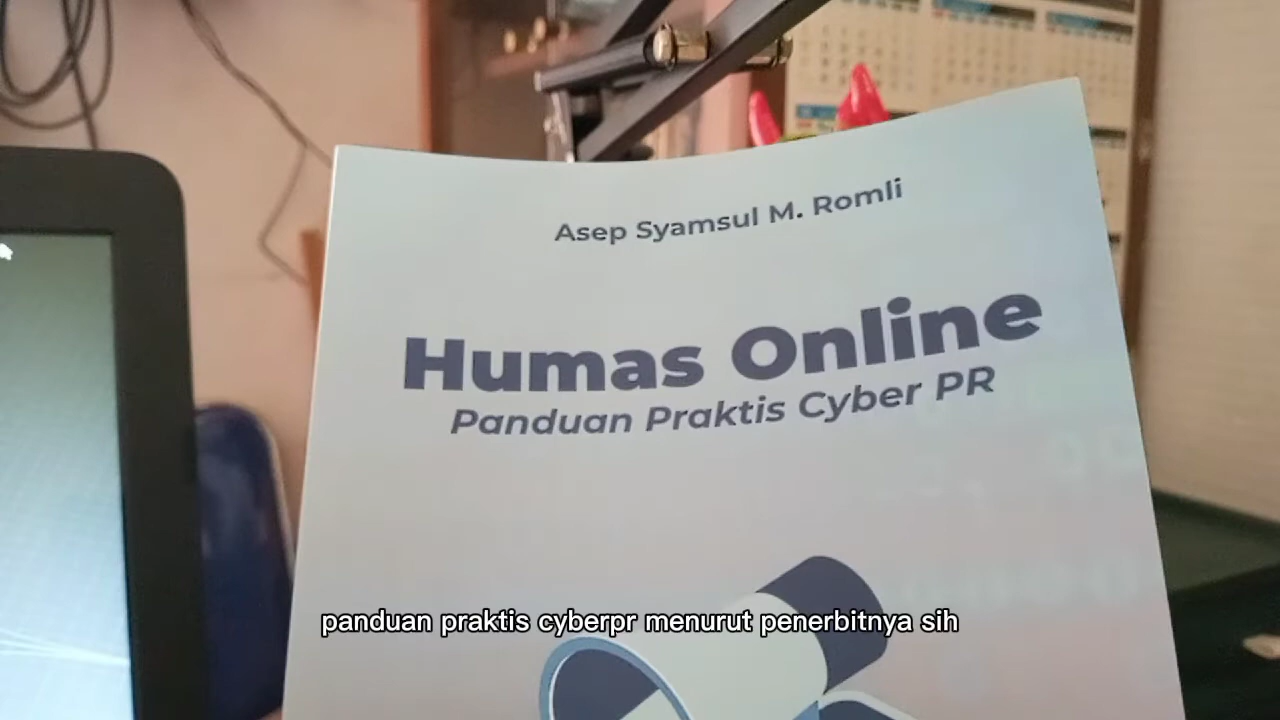 Asep Syamsul M. Romli
Humas Online
Panduan Praktis Cyber PR
panduan praktis cyberpr menurut penerbitnya sih